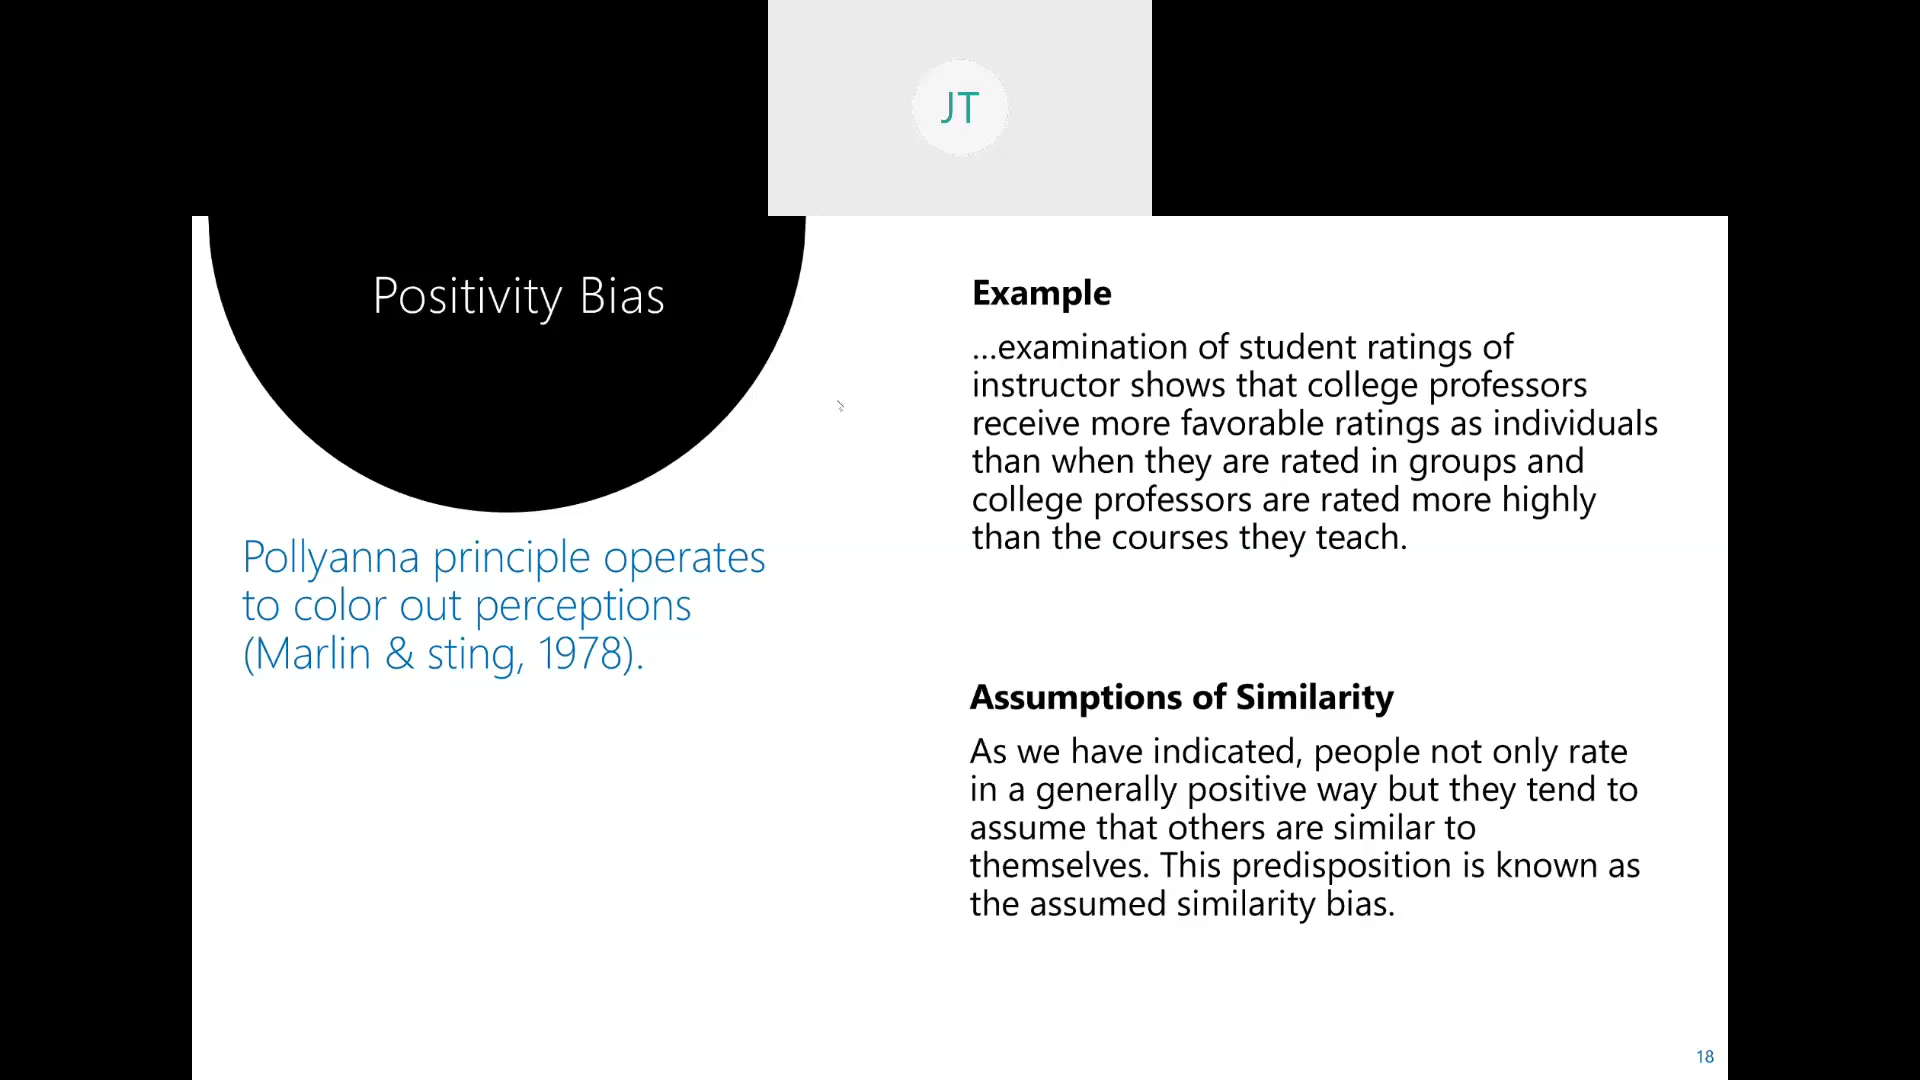 JT
Positivity Bias
Pollyanna principle operates
to color out perceptions
(Marlin & sting, 1978).
Example
...examination of student ratings of
instructor shows that college professors
receive more favorable ratings as individuals
than when they are rated in groups and
college professors are rated more highly
than the courses they teach.
Assumptions of Similarity
As we have indicated, people not only rate
in a generally positive way but they tend to
assume that others are similar to
themselves. This predisposition is known as
the assumed similarity bias.
18